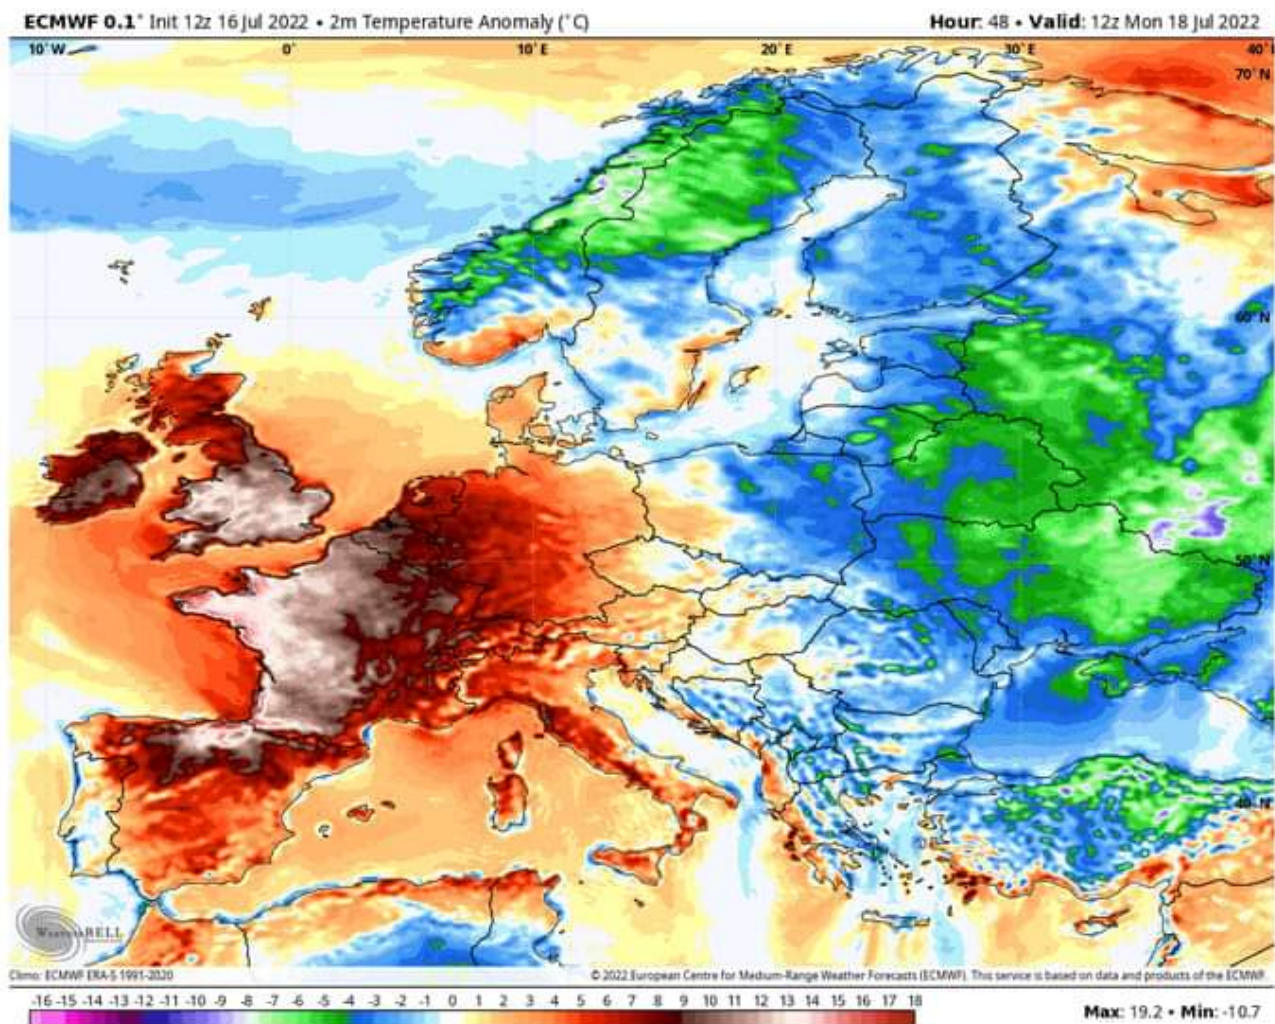 ECMWF 0.1° Init 12z 16 Jul 2022 • 2m Temperature Anomaly (°C)
Hour: 48 • Valid: 12z Mon 18 Jul 2022
10°W 0° 10°E 20°E 30°E 40°
70°N
60°N
50°N
40°N
WEATHERBELL
Climo: ECMWF ERA-5 1991-2020
© 2022 European Centre for Medium-Range Weather Forecasts (ECMWF). This service is based on data and products of the ECMWF.
-16 -15 -14 -13 -12 -11 -10 -9 -8 -7 -6 -5 -4 -3 -2 -1 0 1 2 3 4 5 6 7 8 9 10 11 12 13 14 15 16 17 18
Max: 19.2 • Min: -10.7